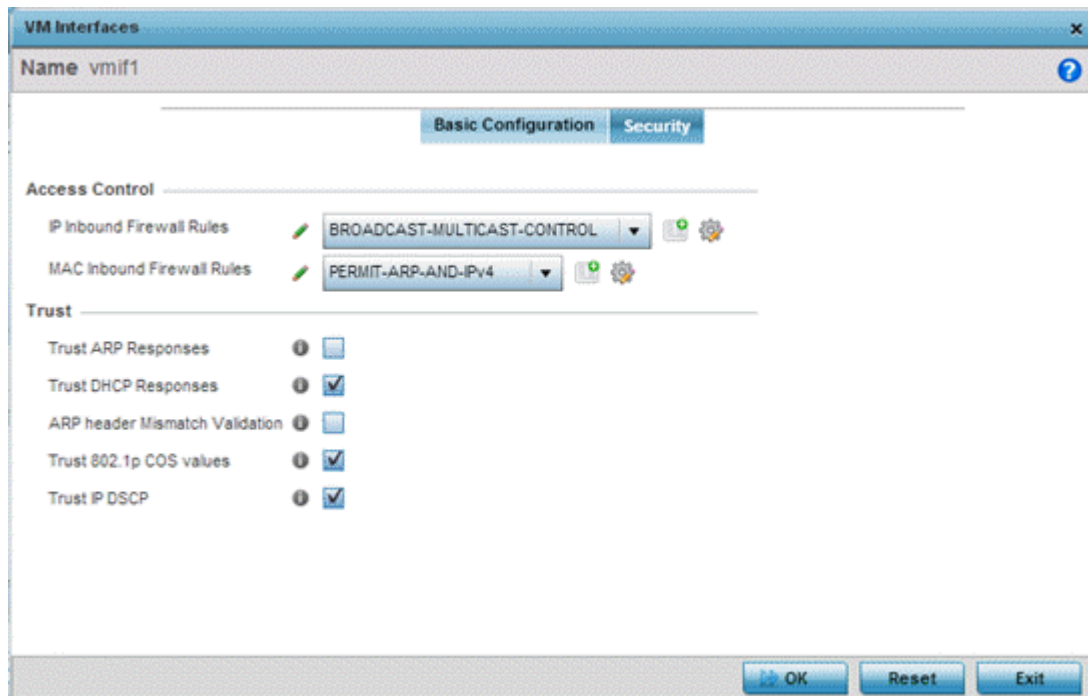 VM Interfaces
Name vmif1
Basic Configuration Security
Access Control
IP Inbound Firewall Rules BROADCAST-MULTICAST-CONTROL
MAC Inbound Firewall Rules PERMIT-ARP-AND-IPv4
Trust
Trust ARP Responses
Trust DHCP Responses
ARP header Mismatch Validation
Trust 802.1p COS values
Trust IP DSCP
OK Reset Exit